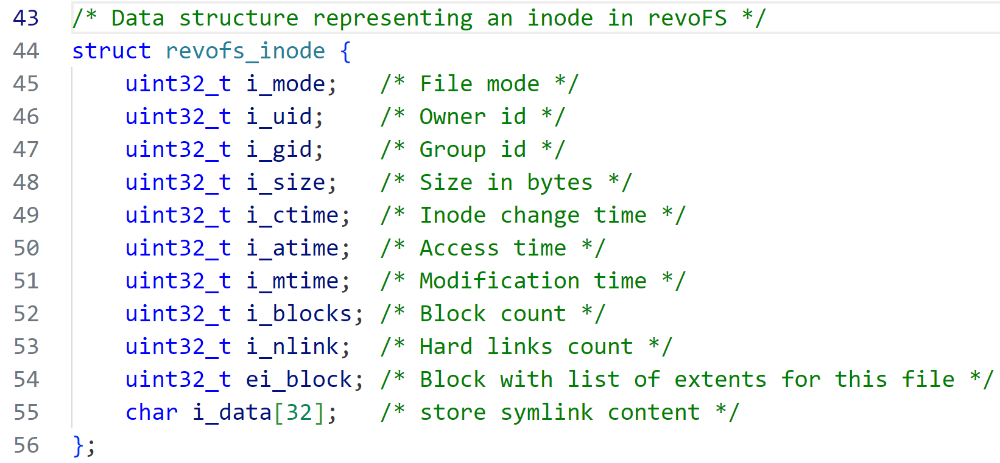 43 /* Data structure representing an inode in revoFS */
44 struct revofs_inode {
45     uint32_t i_mode;   /* File mode */
46     uint32_t i_uid;    /* Owner id */
47     uint32_t i_gid;    /* Group id */
48     uint32_t i_size;   /* Size in bytes */
49     uint32_t i_ctime;  /* Inode change time */
50     uint32_t i_atime;  /* Access time */
51     uint32_t i_mtime;  /* Modification time */
52     uint32_t i_blocks; /* Block count */
53     uint32_t i_nlink;  /* Hard links count */
54     uint32_t ei_block; /* Block with list of extents for this file */
55     char i_data[32];   /* store symlink content */
56 };